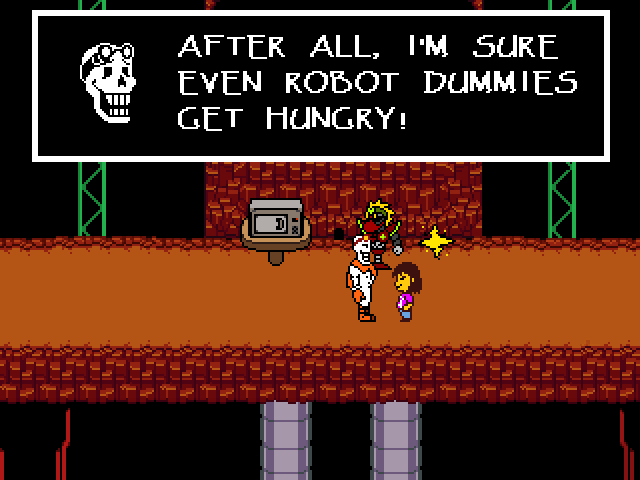 AFTER ALL, I'M SURE
EVEN ROBOT DUMMIES
GET HUNGRY!